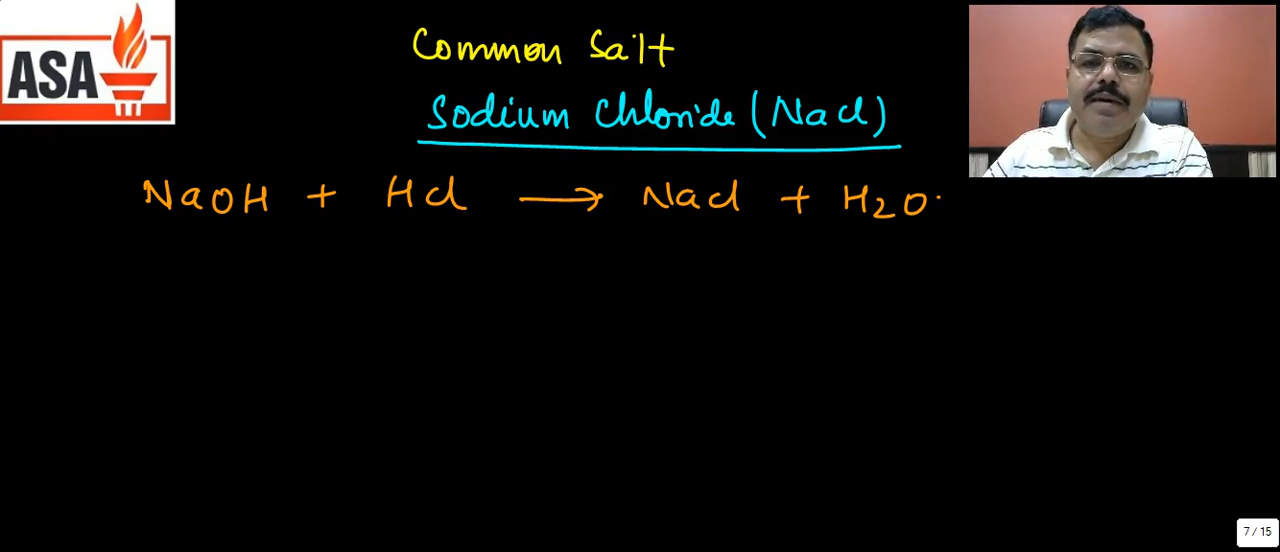 ASA
Common Salt
Sodium Chloride (NaCl)
NaOH + HCl ⟶ NaCl + H2O.
7 / 15